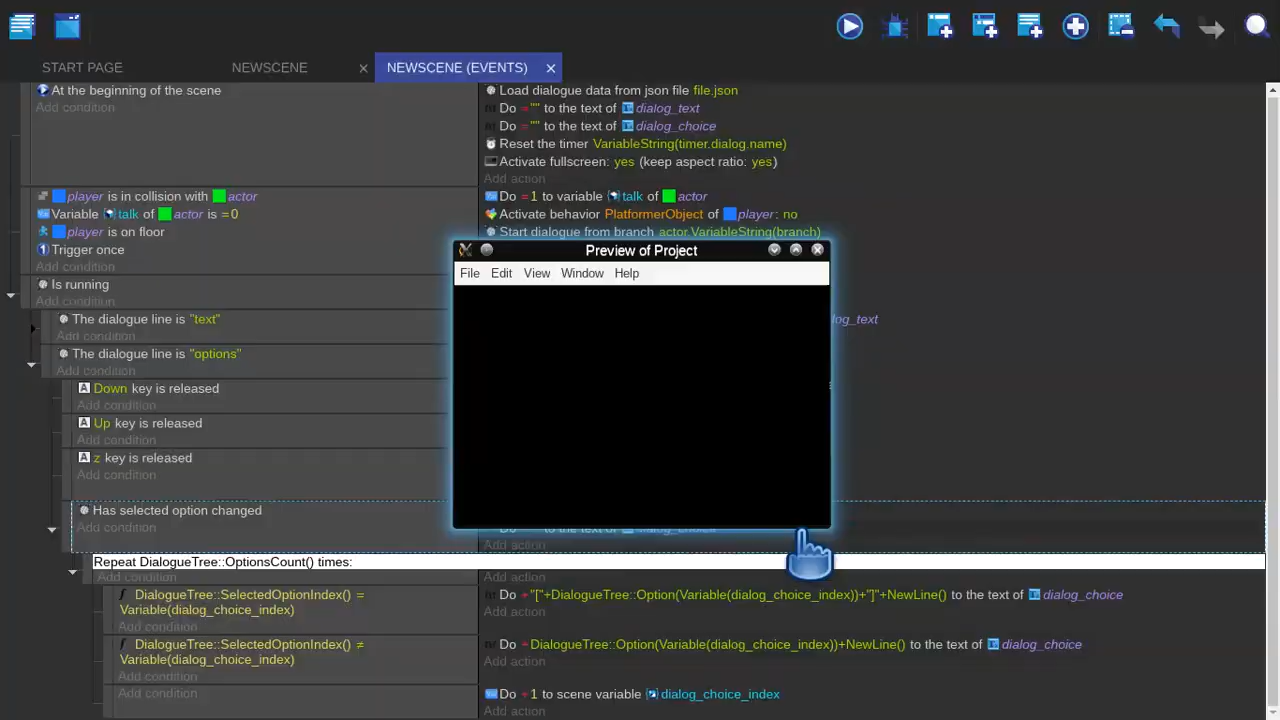 START PAGE
NEWSCENE
NEWSCENE (EVENTS)
At the beginning of the scene
Add condition
Load dialogue data from json file file.json
Do ="" to the text of dialog_text
Do ="" to the text of dialog_choice
Reset the timer VariableString(timer.dialog.name)
Activate fullscreen: yes (keep aspect ratio: yes)
Add action
player is in collision with actor
Variable talk of actor is =0
player is on floor
Trigger once
Add condition
Do =1 to variable talk of actor
Activate behavior PlatformerObject of player: no
Start dialogue from branch actor.VariableString(branch)
Preview of Project
File Edit View Window Help
Is running
Add condition
The dialogue line is "text"
Add condition
log_text
The dialogue line is "options"
Add condition
Down key is released
Add condition
Up key is released
Add condition
z key is released
Add condition
Has selected option changed
Add condition
Do to the text of dialog_choice
Add action
Repeat DialogueTree::OptionsCount() times:
Add condition
Add action
DialogueTree::SelectedOptionIndex() =
Variable(dialog_choice_index)
Add condition
Do +"["+DialogueTree::Option(Variable(dialog_choice_index))+"]"+NewLine() to the text of dialog_choice
Add action
DialogueTree::SelectedOptionIndex() ≠
Variable(dialog_choice_index)
Add condition
Do +DialogueTree::Option(Variable(dialog_choice_index))+NewLine() to the text of dialog_choice
Add action
Add condition
Do +1 to scene variable dialog_choice_index
Add action